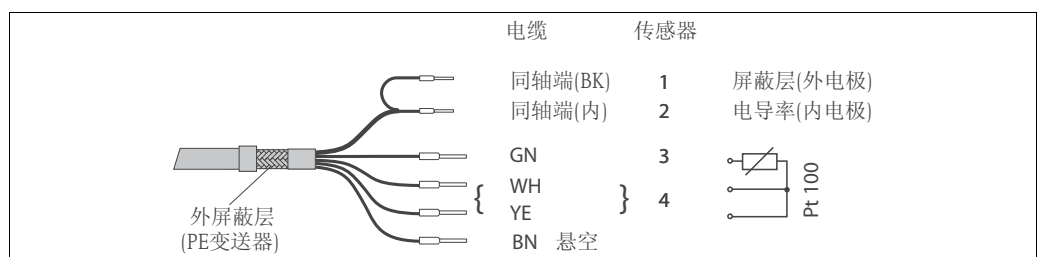 电缆 传感器
同轴端(BK) 1 屏蔽层(外电极)
同轴端(内) 2 电导率(内电极)
GN 3
WH
{ } 4
YE
BN 悬空
Pt 100
外屏蔽层
(PE变送器)